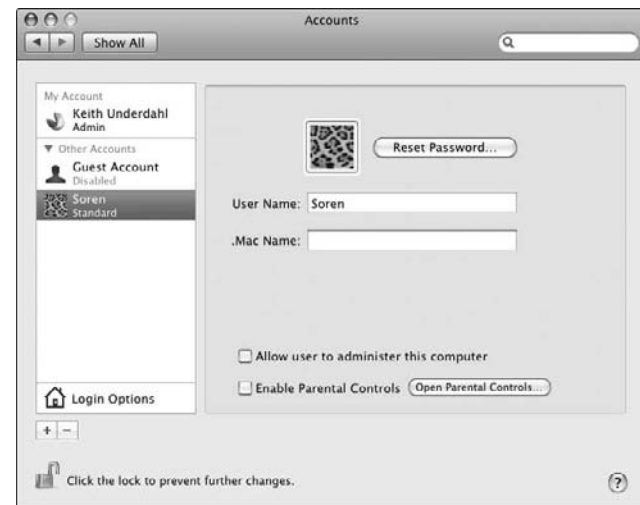 Accounts
Show All
My Account
Keith Underdahl
Admin
Other Accounts
Guest Account
Disabled
Soren
Standard
Login Options
+ −
Reset Password...
User Name: Soren
.Mac Name:
Allow user to administer this computer
Enable Parental Controls Open Parental Controls...
Click the lock to prevent further changes.
?